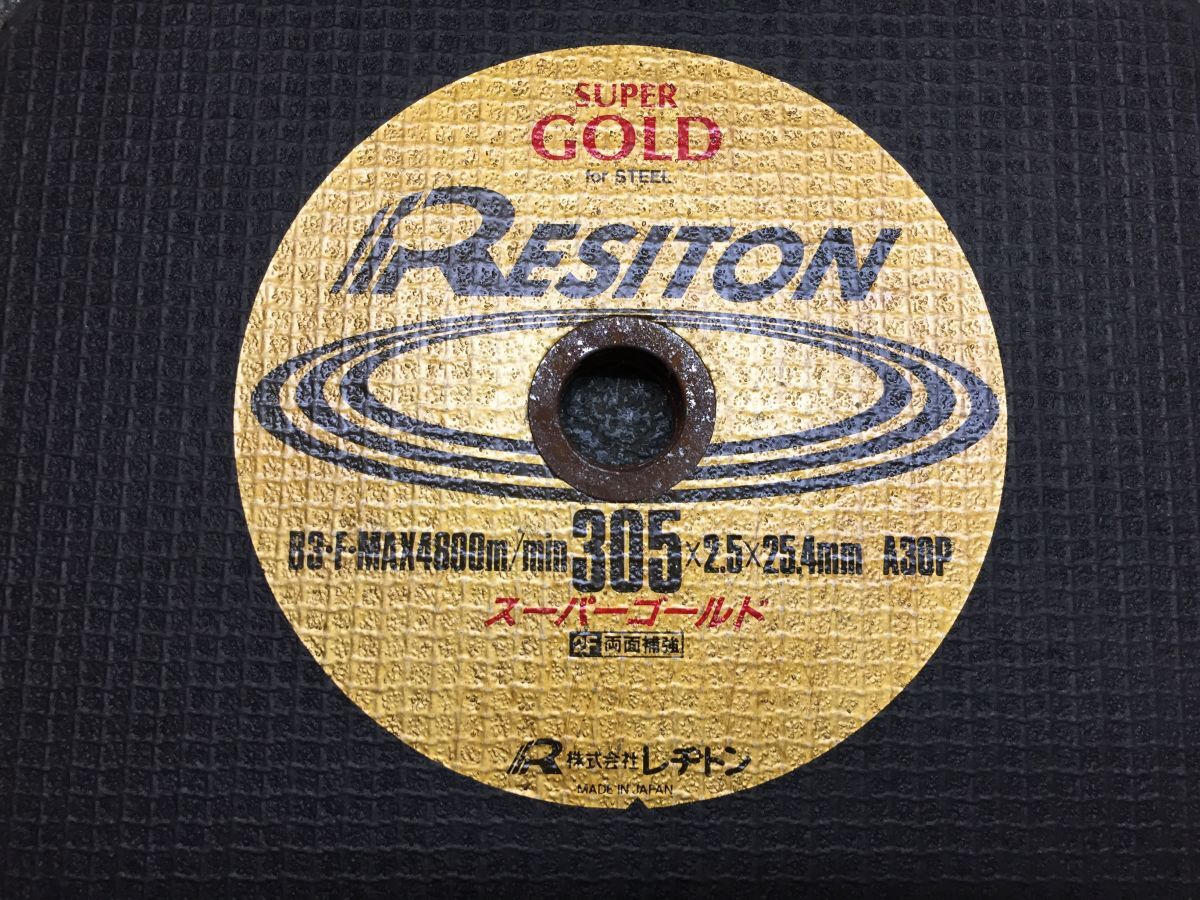 SUPER
GOLD
for STEEL
RESITON
B3・F・MAX4800m/min 305×2.5×25.4mm A30P
スーパーゴールド
2F 両面補強
R 株式会社レヂトン
MADE IN JAPAN